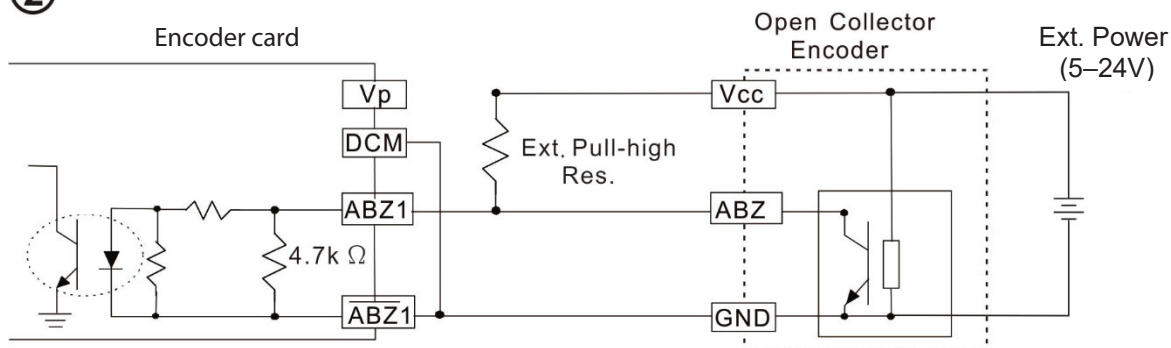 ②
Encoder card
Open Collector
Encoder
Ext. Power
(5–24V)
Vp
Vcc
DCM
Ext. Pull-high
Res.
ABZ1
ABZ
4.7k Ω
A̅B̅Z̅1
GND